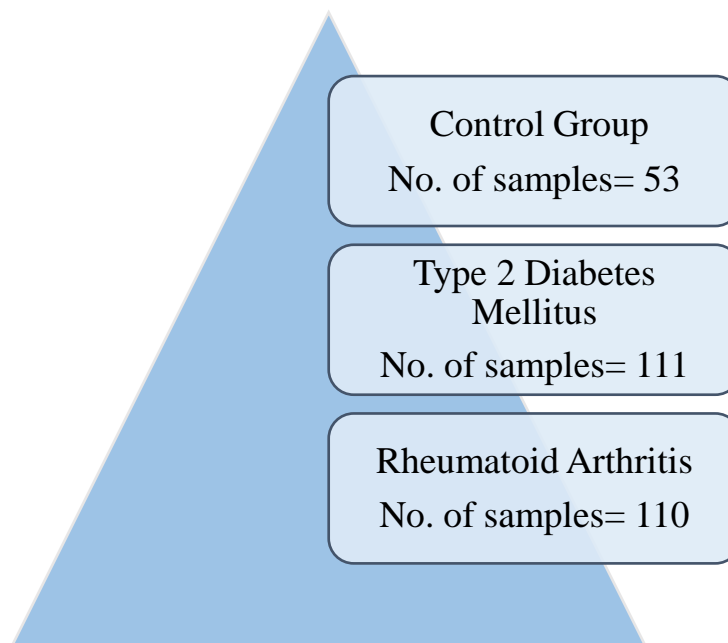 Control Group
No. of samples= 53
Type 2 Diabetes
Mellitus
No. of samples= 111
Rheumatoid Arthritis
No. of samples= 110